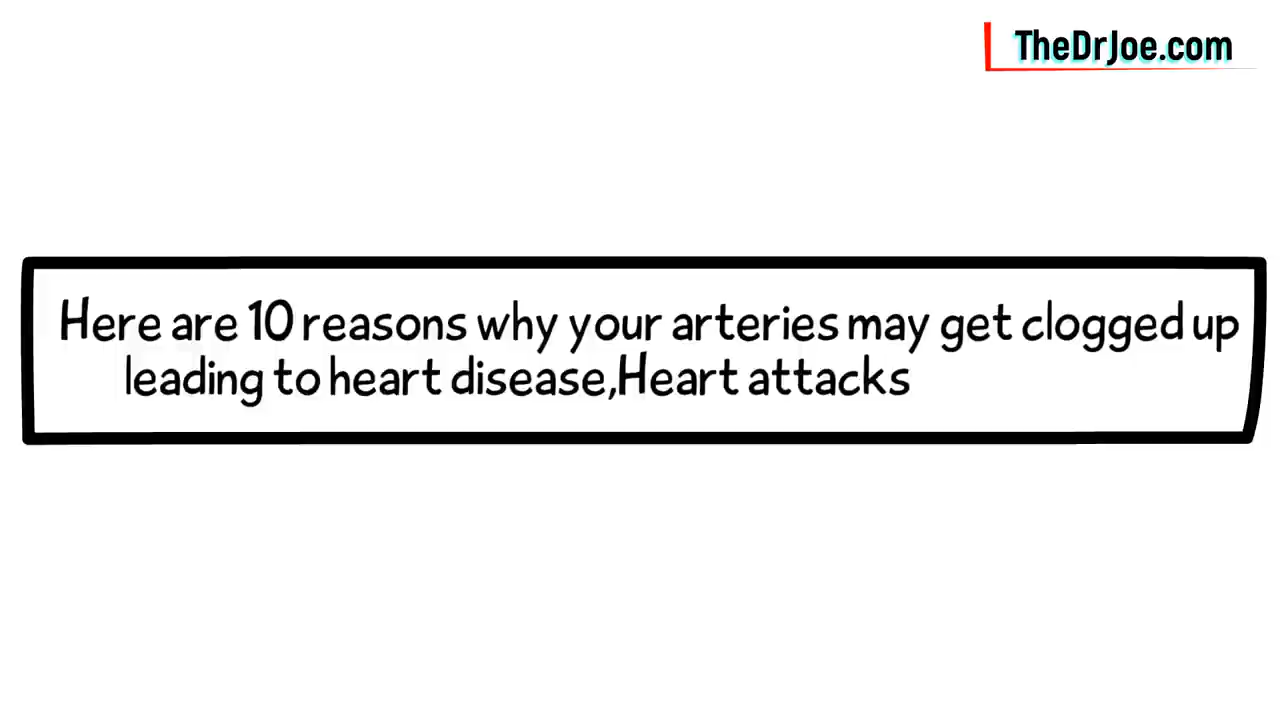 TheDrJoe.com
Here are 10 reasons why your arteries may get clogged up
leading to heart disease,Heart attacks